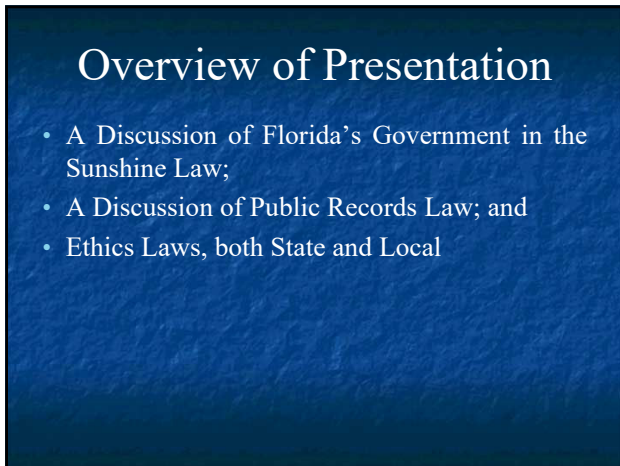 Overview of Presentation
• A Discussion of Florida's Government in the
Sunshine Law;
• A Discussion of Public Records Law; and
• Ethics Laws, both State and Local